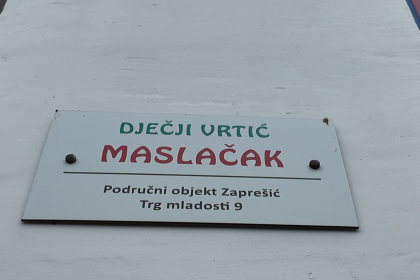 DJEČJI VRTIĆ
MASLAČAK
Područni objekt Zaprešić
Trg mladosti 9